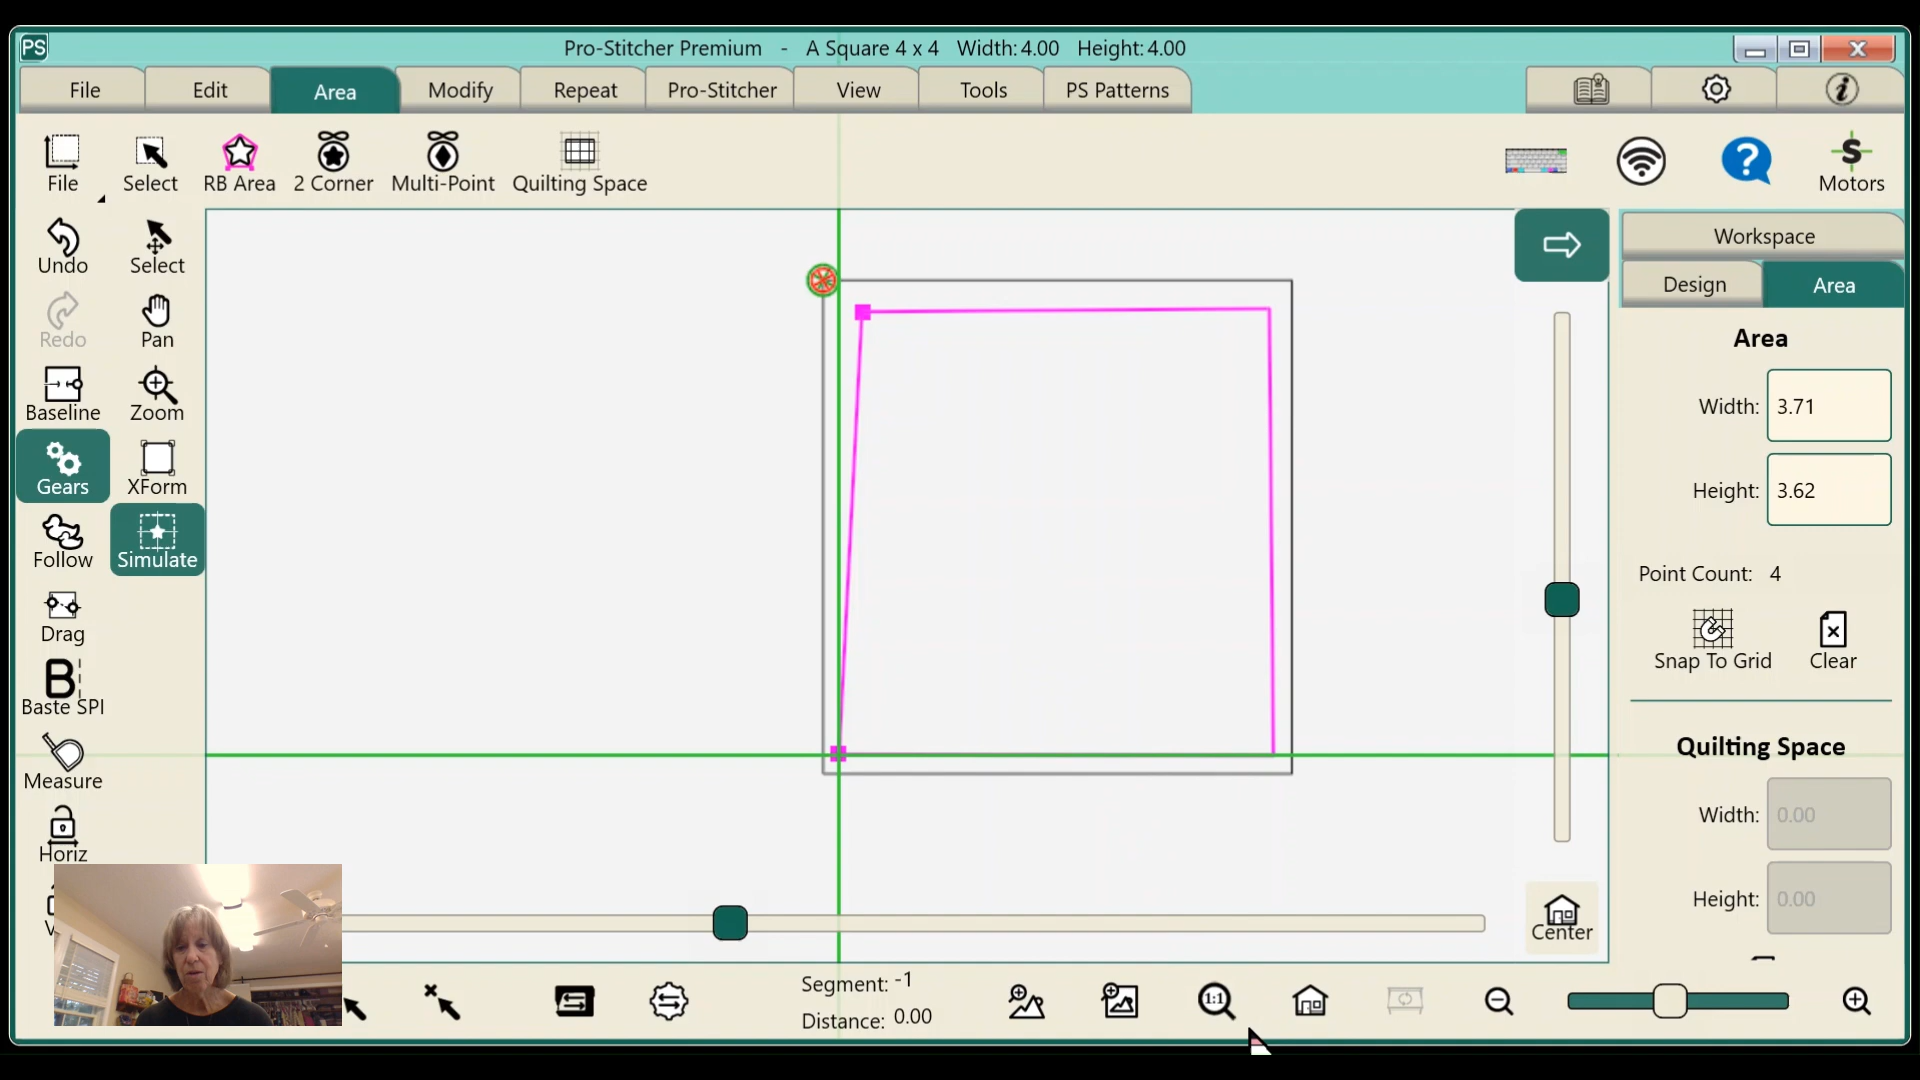 PS
Pro-Stitcher Premium - A Square 4 x 4 Width: 4.00 Height: 4.00
File Edit Area Modify Repeat Pro-Stitcher View Tools PS Patterns
File Select RB Area 2 Corner Multi-Point Quilting Space Motors
Undo Select
Redo Pan
Baseline Zoom
Gears XForm
Follow Simulate
Drag
Baste SPI
Measure
Horiz
Workspace
Design Area
Area
Width: 3.71
Height: 3.62
Point Count: 4
Snap To Grid Clear
Quilting Space
Width: 0.00
Height: 0.00
Center
Segment: -1
Distance: 0.00
1:1